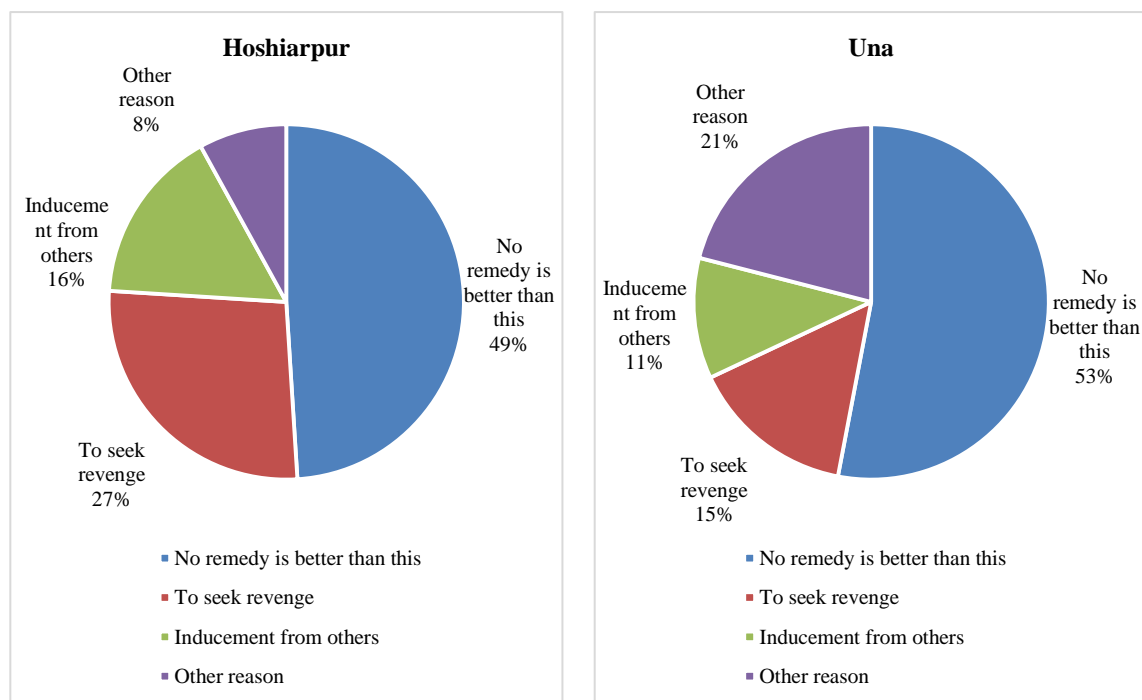 Hoshiarpur
Other
reason
8%
Induceme
nt from
others
16%
No
remedy is
better than
this
49%
To seek
revenge
27%
No remedy is better than this
To seek revenge
Inducement from others
Other reason
Una
Other
reason
21%
Induceme
nt from
others
11%
No
remedy is
better than
this
53%
To seek
revenge
15%
No remedy is better than this
To seek revenge
Inducement from others
Other reason